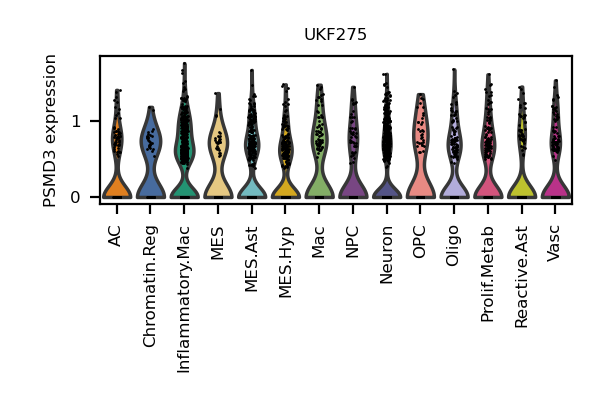 UKF275
PSMD3 expression
1
0
AC
Chromatin.Reg
Inflammatory.Mac
MES
MES.Ast
MES.Hyp
Mac
NPC
Neuron
OPC
Oligo
Prolif.Metab
Reactive.Ast
Vasc